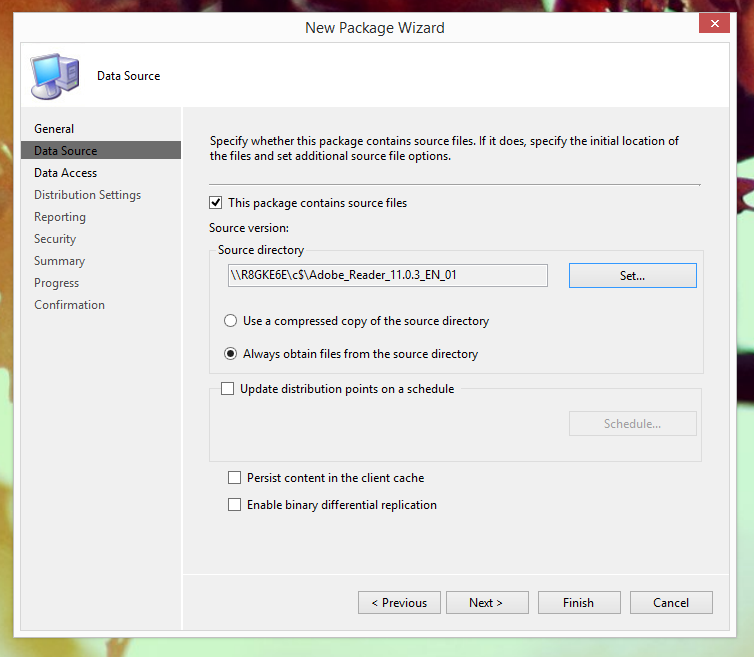 New Package Wizard
Data Source
General
Data Source
Data Access
Distribution Settings
Reporting
Security
Summary
Progress
Confirmation
Specify whether this package contains source files. If it does, specify the initial location of
the files and set additional source file options.
This package contains source files
Source version:
Source directory
\\R8GKE6E\c$\Adobe_Reader_11.0.3_EN_01
Set...
Use a compressed copy of the source directory
Always obtain files from the source directory
Update distribution points on a schedule
Schedule...
Persist content in the client cache
Enable binary differential replication
< Previous
Next >
Finish
Cancel